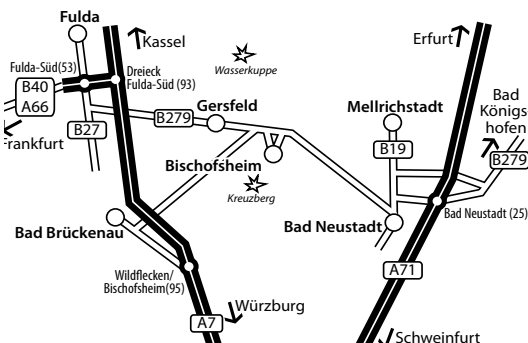 Fulda
Kassel
Erfurt
Fulda-Süd(53)
Dreieck
Fulda-Süd (93)
Wasserkuppe
B40
A66
Frankfurt
B27
B279
Gersfeld
Mellrichstadt
Bad
Königs-
hofen
B19
B279
Bischofsheim
Kreuzberg
Bad Brückenau
Bad Neustadt
Bad Neustadt (25)
Wildflecken/
Bischofsheim(95)
A71
Würzburg
A7
Schweinfurt